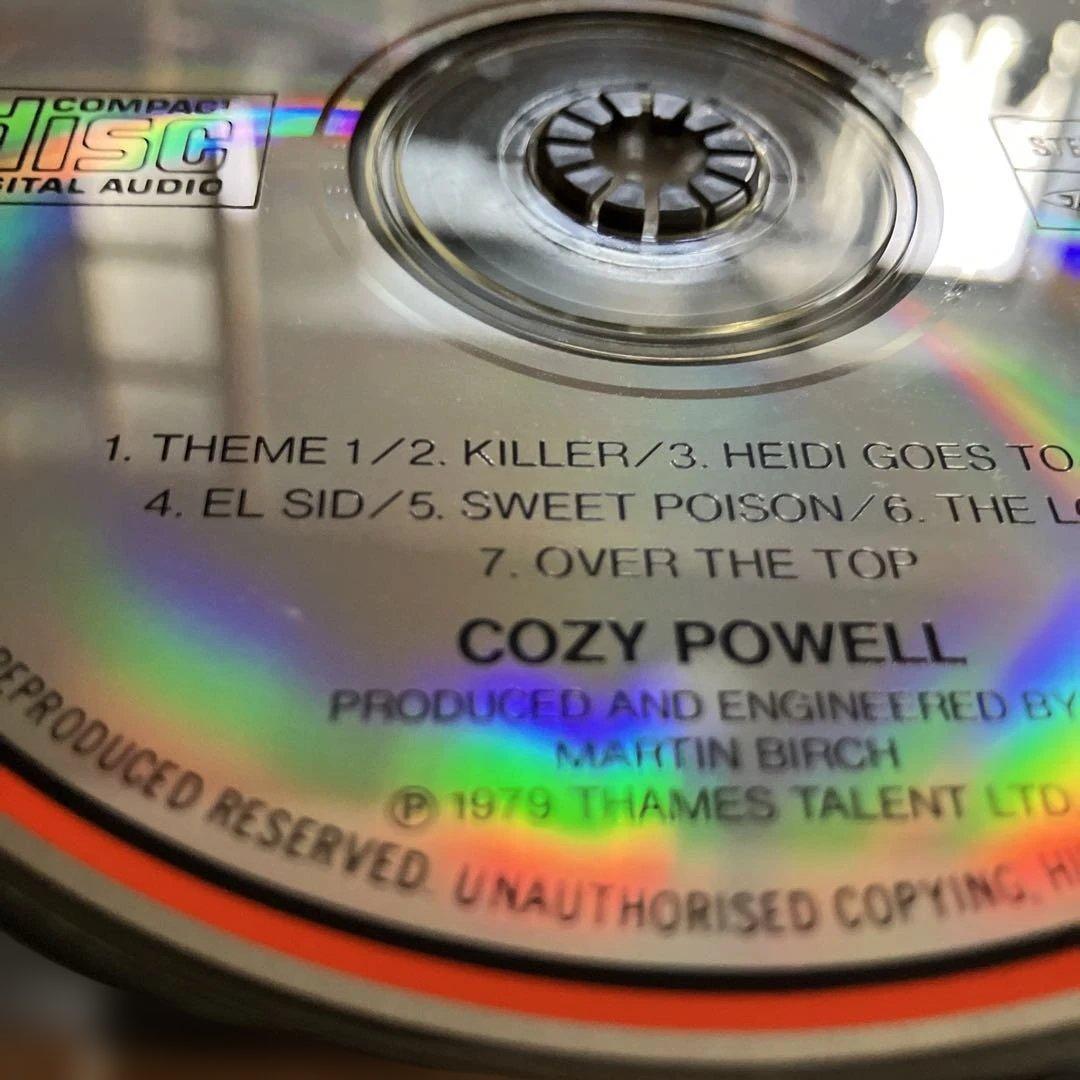 COMPACT
disc
DIGITAL AUDIO
1. THEME 1/2. KILLER/3. HEIDI GOES TO
4. EL SID/5. SWEET POISON/6. THE
7. OVER THE TOP
COZY POWELL
PRODUCED AND ENGINEERED BY
MARTIN BIRCH
℗ 1979 THAMES TALENT LTD
REPRODUCED RESERVED. UNAUTHORISED COPYING,